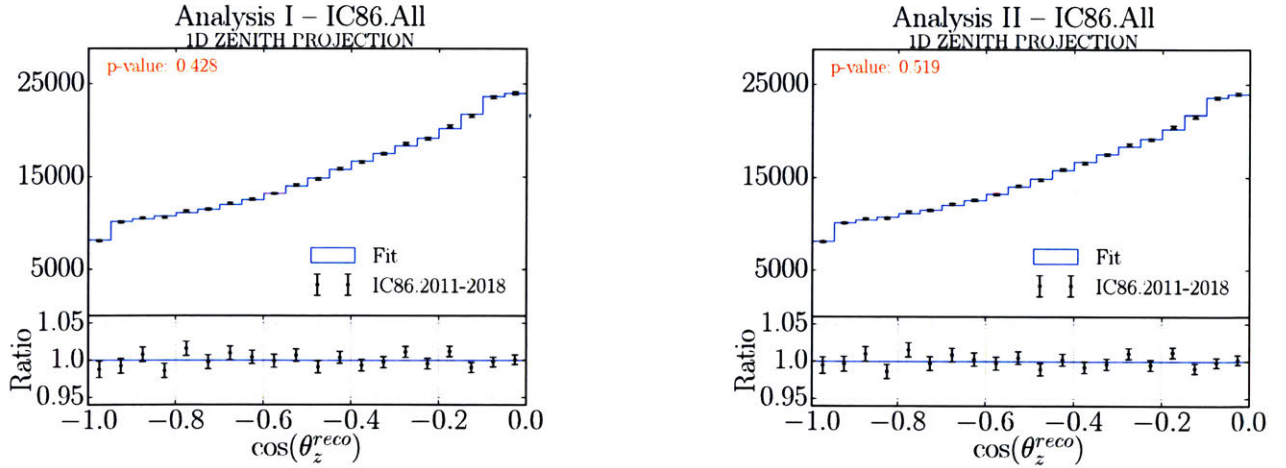 Analysis I – IC86.All
1D ZENITH PROJECTION
p-value: 0.428
25000
15000
5000
Fit
IC86.2011-2018
1.05
1.0
0.95
Ratio
−1.0 −0.8 −0.6 −0.4 −0.2 0.0
cos(θ_z^{reco})
Analysis II – IC86.All
1D ZENITH PROJECTION
p-value: 0.519
25000
15000
5000
Fit
IC86.2011-2018
1.05
1.0
0.95
Ratio
−1.0 −0.8 −0.6 −0.4 −0.2 0.0
cos(θ_z^{reco})